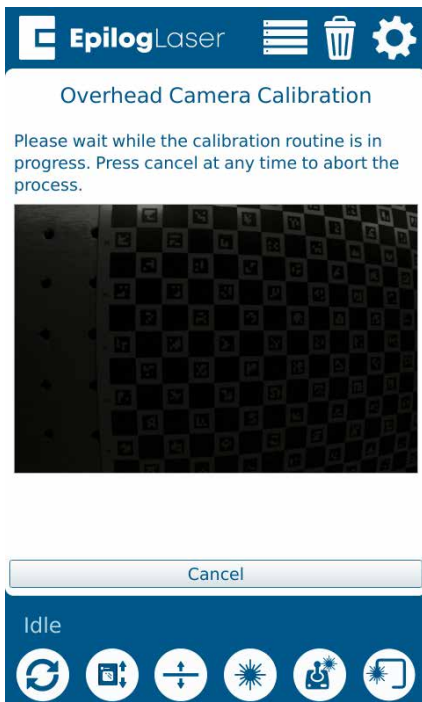 EpilogLaser
Overhead Camera Calibration
Please wait while the calibration routine is in
progress. Press cancel at any time to abort the
process.
Cancel
Idle